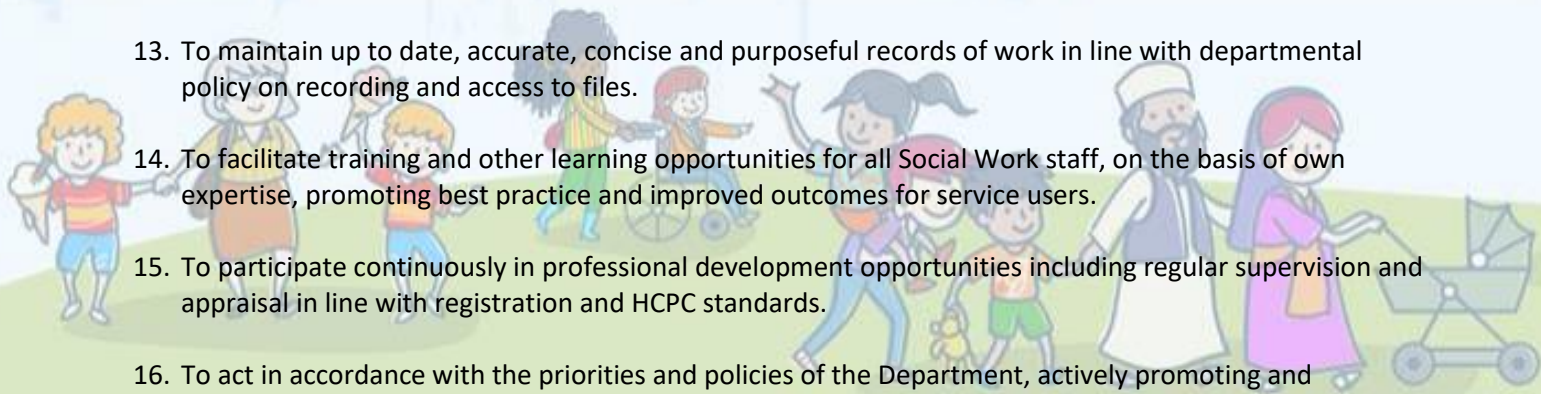 13. To maintain up to date, accurate, concise and purposeful records of work in line with departmental
policy on recording and access to files.
14. To facilitate training and other learning opportunities for all Social Work staff, on the basis of own
expertise, promoting best practice and improved outcomes for service users.
15. To participate continuously in professional development opportunities including regular supervision and
appraisal in line with registration and HCPC standards.
16. To act in accordance with the priorities and policies of the Department, actively promoting and